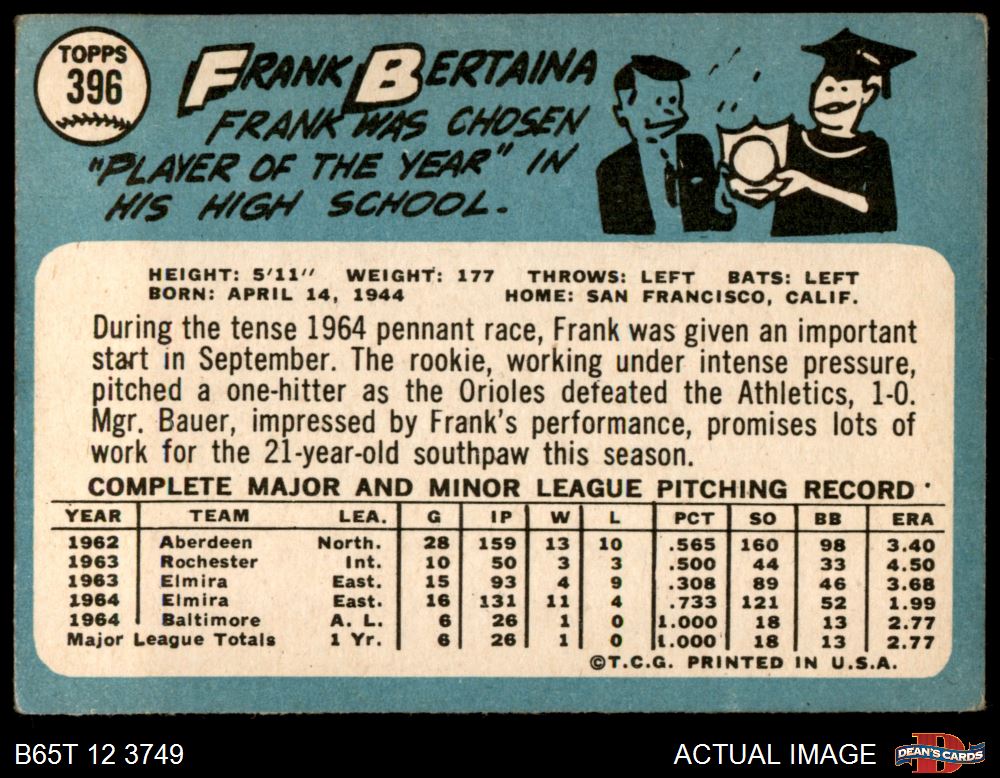 TOPPS
396
FRANK BERTAINA
FRANK WAS CHOSEN
"PLAYER OF THE YEAR" IN
HIS HIGH SCHOOL.
HEIGHT: 5'11" WEIGHT: 177 THROWS: LEFT BATS: LEFT
BORN: APRIL 14, 1944 HOME: SAN FRANCISCO, CALIF.
During the tense 1964 pennant race, Frank was given an important
start in September. The rookie, working under intense pressure,
pitched a one-hitter as the Orioles defeated the Athletics, 1-0.
Mgr. Bauer, impressed by Frank's performance, promises lots of
work for the 21-year-old southpaw this season.
COMPLETE MAJOR AND MINOR LEAGUE PITCHING RECORD
YEAR TEAM LEA. G IP W L PCT SO BB ERA
1962 Aberdeen North. 28 159 13 10 .565 160 98 3.40
1963 Rochester Int. 10 50 3 3 .500 44 33 4.50
1963 Elmira East. 15 93 4 9 .308 89 46 3.68
1964 Elmira East. 16 131 11 4 .733 121 52 1.99
1964 Baltimore A. L. 6 26 1 0 1.000 18 13 2.77
Major League Totals 1 Yr. 6 26 1 0 1.000 18 13 2.77
©T.C.G. PRINTED IN U.S.A.
B65T 12 3749 ACTUAL IMAGE DEAN'S CARDS